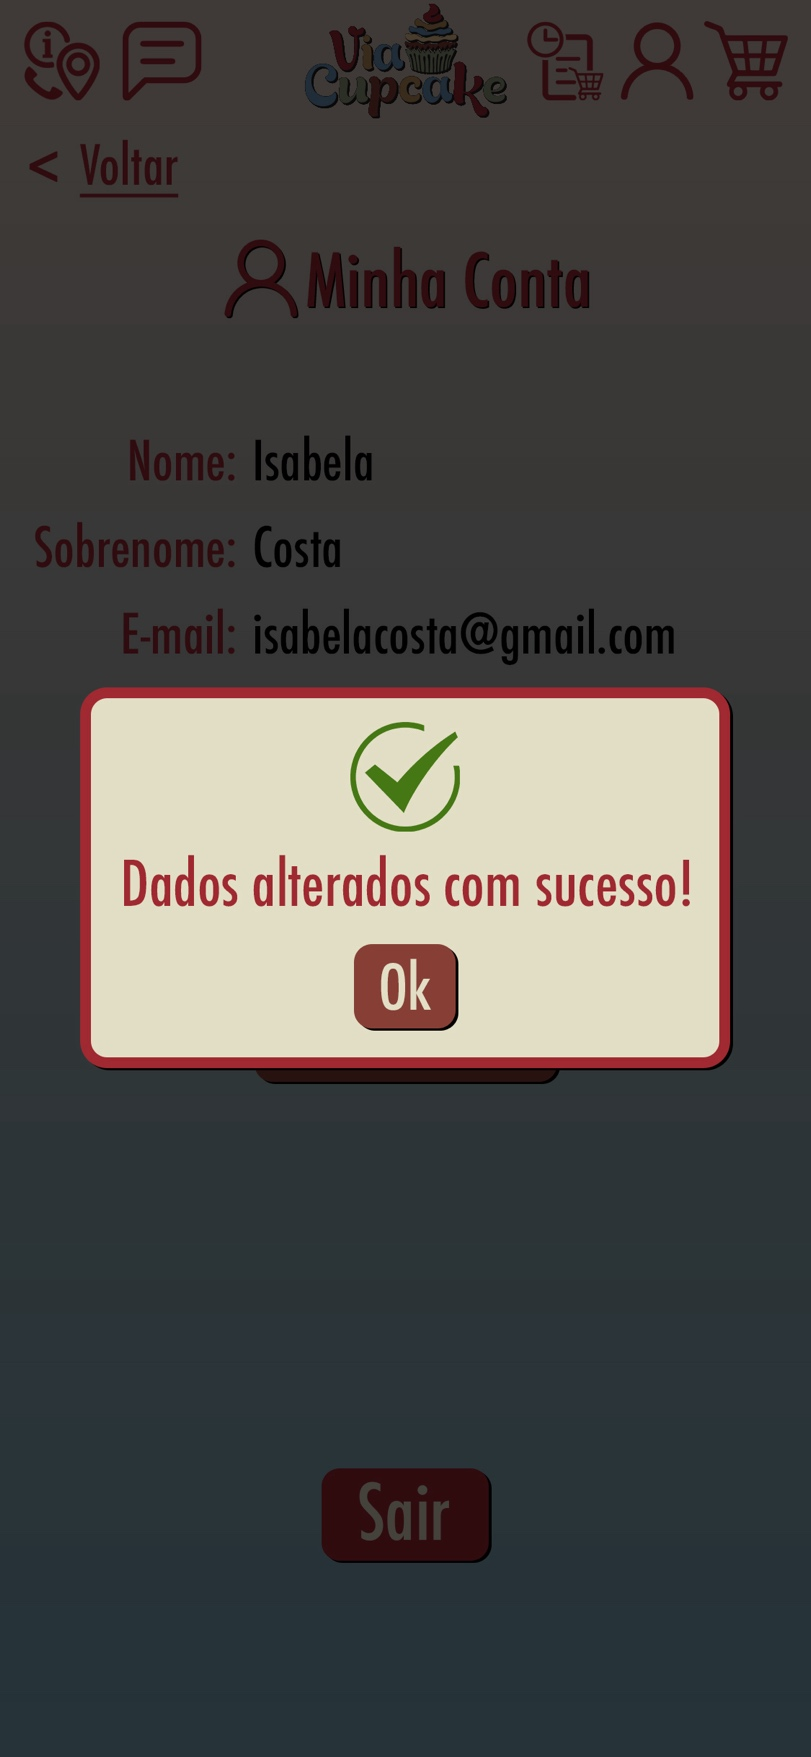 Via
Cupcake
< Voltar
Minha Conta
Nome: Isabela
Sobrenome: Costa
E-mail: isabelacosta@gmail.com
Dados alterados com sucesso!
Ok
Sair